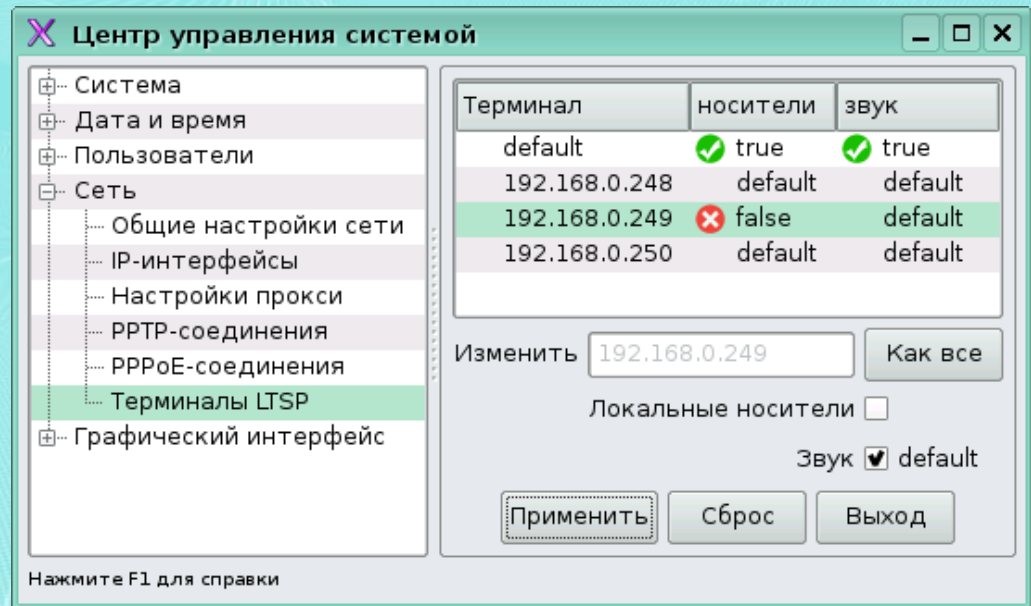 Центр управления системой
Система
Дата и время
Пользователи
Сеть
Общие настройки сети
IP-интерфейсы
Настройки прокси
PPTP-соединения
PPPoE-соединения
Терминалы LTSP
Графический интерфейс
Терминал носители звук
default true true
192.168.0.248 default default
192.168.0.249 false default
192.168.0.250 default default
Изменить 192.168.0.249 Как все
Локальные носители
Звук default
Применить Сброс Выход
Нажмите F1 для справки